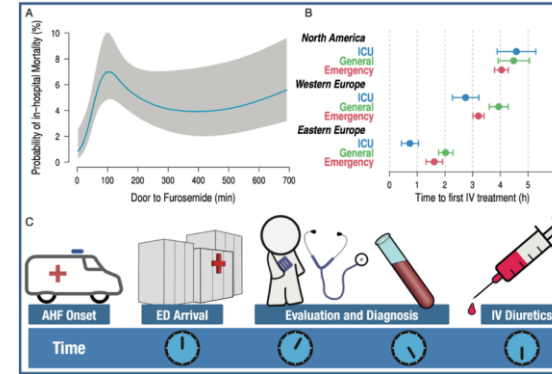 A
Probability of in-hospital Mortality (%)
10
8
6
4
2
0
0 100 200 300 400 500 600 700
Door to Furosemide (min)
B
North America
ICU
General
Emergency
Western Europe
ICU
General
Emergency
Eastern Europe
ICU
General
Emergency
0 1 2 3 4 5
Time to first IV treatment (h)
C
AHF Onset
ED Arrival
Evaluation and Diagnosis
IV Diuretics
Time